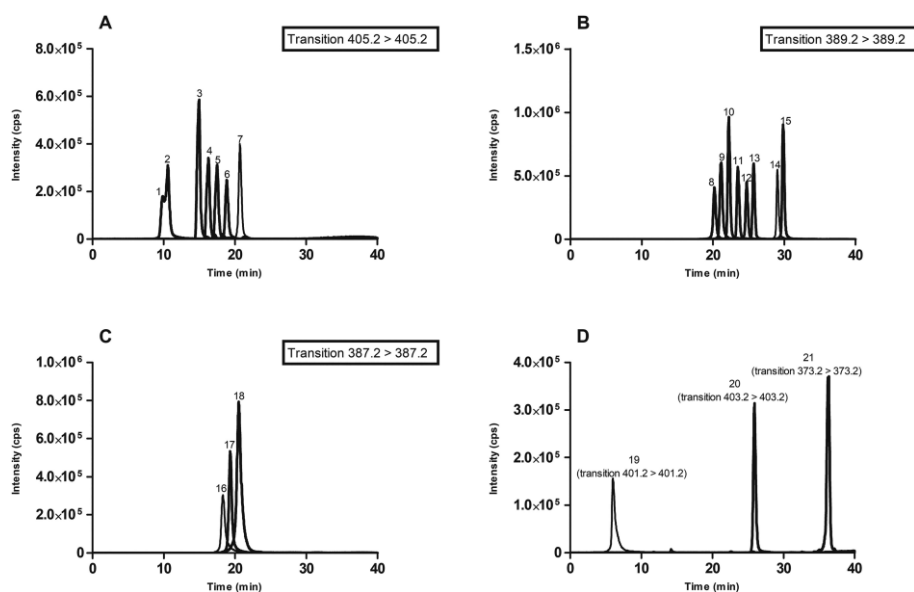 A
Transition 405.2 > 405.2
8.0×10⁵
6.0×10⁵
4.0×10⁵
2.0×10⁵
0
Intensity (cps)
1
2
3
4
5
6
7
0 10 20 30 40
Time (min)
B
Transition 389.2 > 389.2
1.5×10⁶
1.0×10⁶
5.0×10⁵
0
Intensity (cps)
8
9
10
11
12
13
14
15
0 10 20 30 40
Time (min)
C
Transition 387.2 > 387.2
1.0×10⁶
8.0×10⁵
6.0×10⁵
4.0×10⁵
2.0×10⁵
0
Intensity (cps)
16
17
18
0 10 20 30 40
Time (min)
D
4.0×10⁵
3.0×10⁵
2.0×10⁵
1.0×10⁵
0
Intensity (cps)
19
(transition 401.2 > 401.2)
20
(transition 403.2 > 403.2)
21
(transition 373.2 > 373.2)
0 10 20 30 40
Time (min)